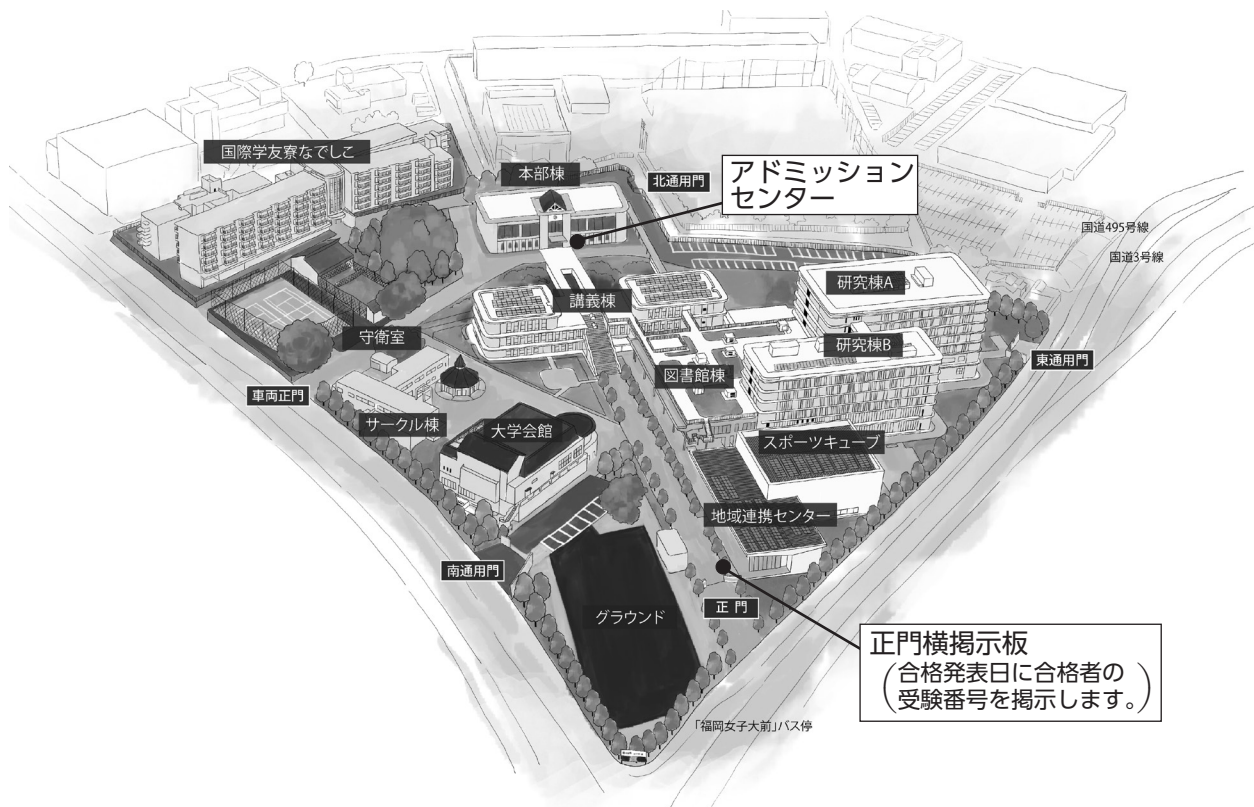 国際学友寮なでしこ
本部棟
北通用門
アドミッション
センター
国道495号線
国道3号線
研究棟A
講義棟
守衛室
研究棟B
東通用門
図書館棟
車両正門
サークル棟
大学会館
スポーツキューブ
地域連携センター
南通用門
正門
グラウンド
正門横掲示板
(合格発表日に合格者の
受験番号を掲示します。)
「福岡女子大前」バス停